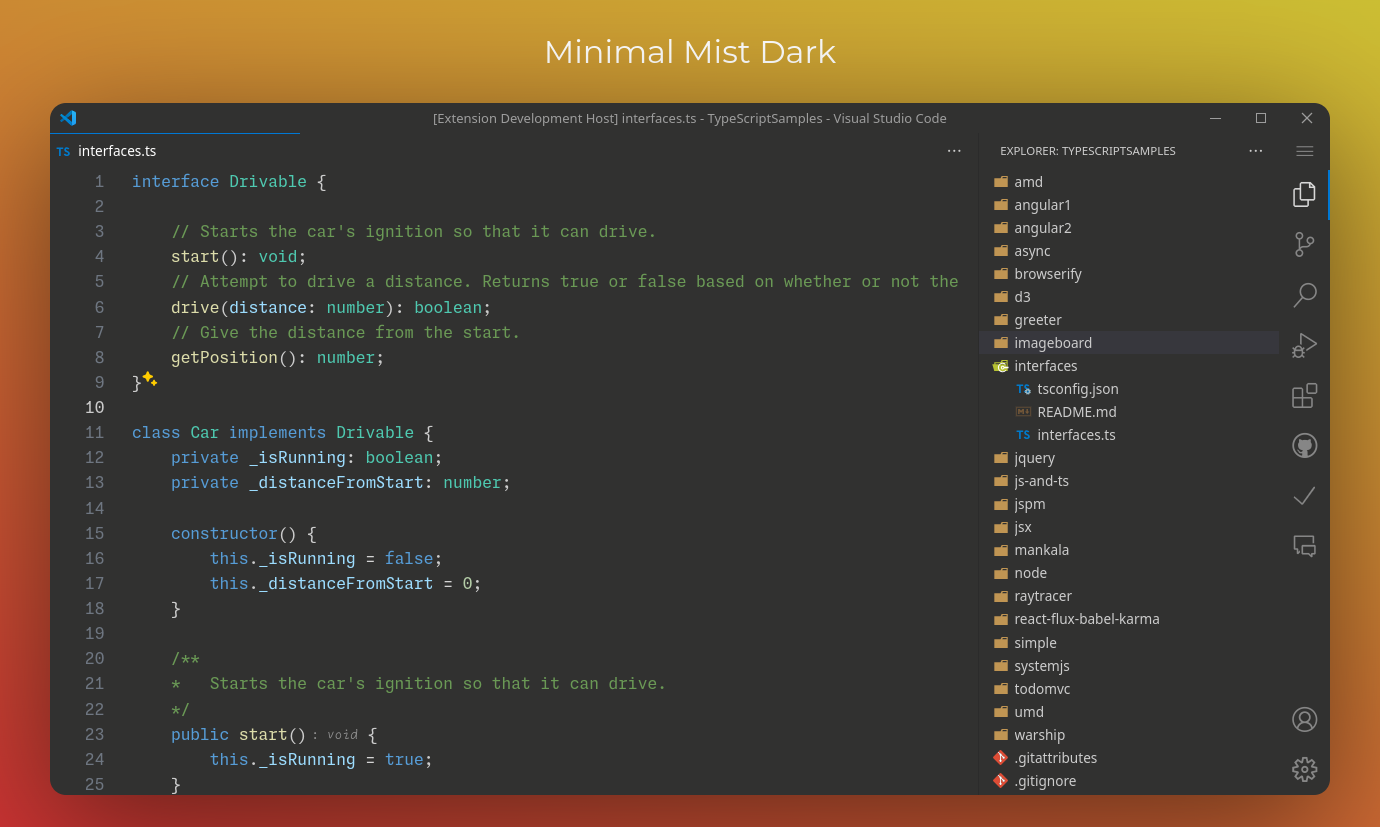 Minimal Mist Dark
[Extension Development Host] interfaces.ts - TypeScriptSamples - Visual Studio Code
TS interfaces.ts
1 interface Drivable {
2
3     // Starts the car's ignition so that it can drive.
4     start(): void;
5     // Attempt to drive a distance. Returns true or false based on whether or not the
6     drive(distance: number): boolean;
7     // Give the distance from the start.
8     getPosition(): number;
9 }
10
11 class Car implements Drivable {
12     private _isRunning: boolean;
13     private _distanceFromStart: number;
14
15     constructor() {
16         this._isRunning = false;
17         this._distanceFromStart = 0;
18     }
19
20     /**
21     *   Starts the car's ignition so that it can drive.
22     */
23     public start(): void {
24         this._isRunning = true;
25     }
EXPLORER: TYPESCRIPTSAMPLES
amd
angular1
angular2
async
browserify
d3
greeter
imageboard
interfaces
TS tsconfig.json
README.md
TS interfaces.ts
jquery
js-and-ts
jspm
jsx
mankala
node
raytracer
react-flux-babel-karma
simple
systemjs
todomvc
umd
warship
.gitattributes
.gitignore